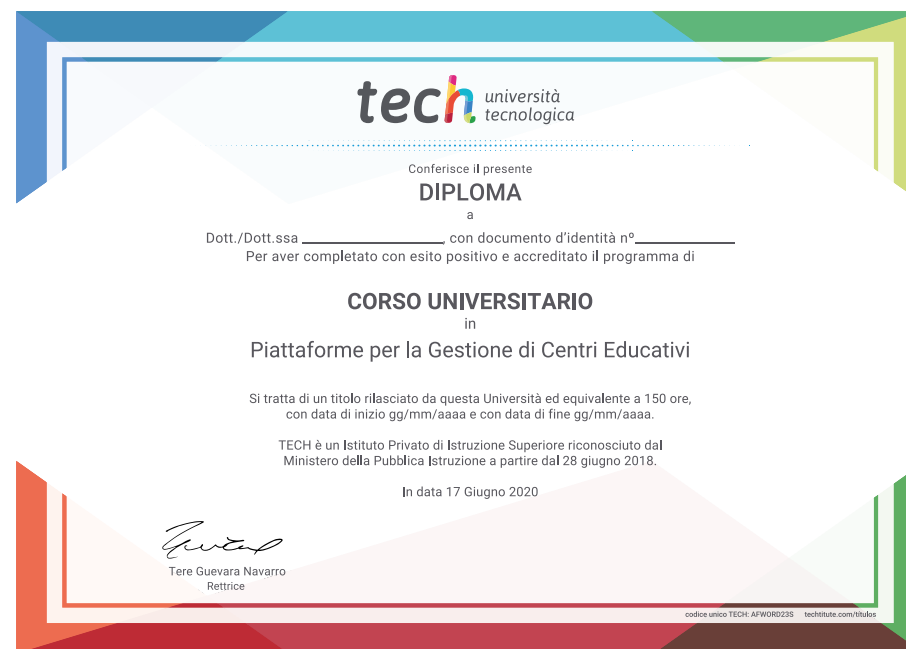 tech università
tecnologica
Conferisce il presente
DIPLOMA
a
Dott./Dott.ssa ____________________, con documento d'identità nº______________
Per aver completato con esito positivo e accreditato il programma di
CORSO UNIVERSITARIO
in
Piattaforme per la Gestione di Centri Educativi
Si tratta di un titolo rilasciato da questa Università ed equivalente a 150 ore,
con data di inizio gg/mm/aaaa e con data di fine gg/mm/aaaa.
TECH è un Istituto Privato di Istruzione Superiore riconosciuto dal
Ministero della Pubblica Istruzione a partire dal 28 giugno 2018.
In data 17 Giugno 2020
Tere Guevara Navarro
Rettrice
codice unico TECH: AFWORD23S techtitute.com/titulos